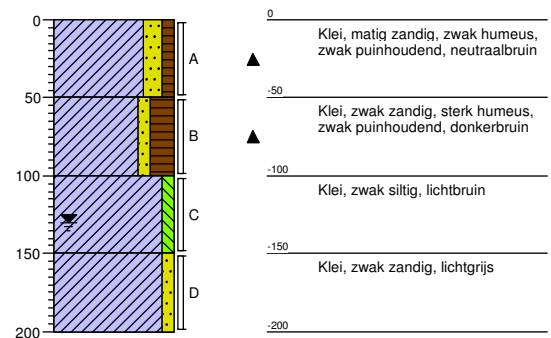 0
50
100
150
200
A
B
C
D
0
Klei, matig zandig, zwak humeus,
zwak puinhoudend, neutraalbruin
-50
Klei, zwak zandig, sterk humeus,
zwak puinhoudend, donkerbruin
-100
Klei, zwak siltig, lichtbruin
-150
Klei, zwak zandig, lichtgrijs
-200